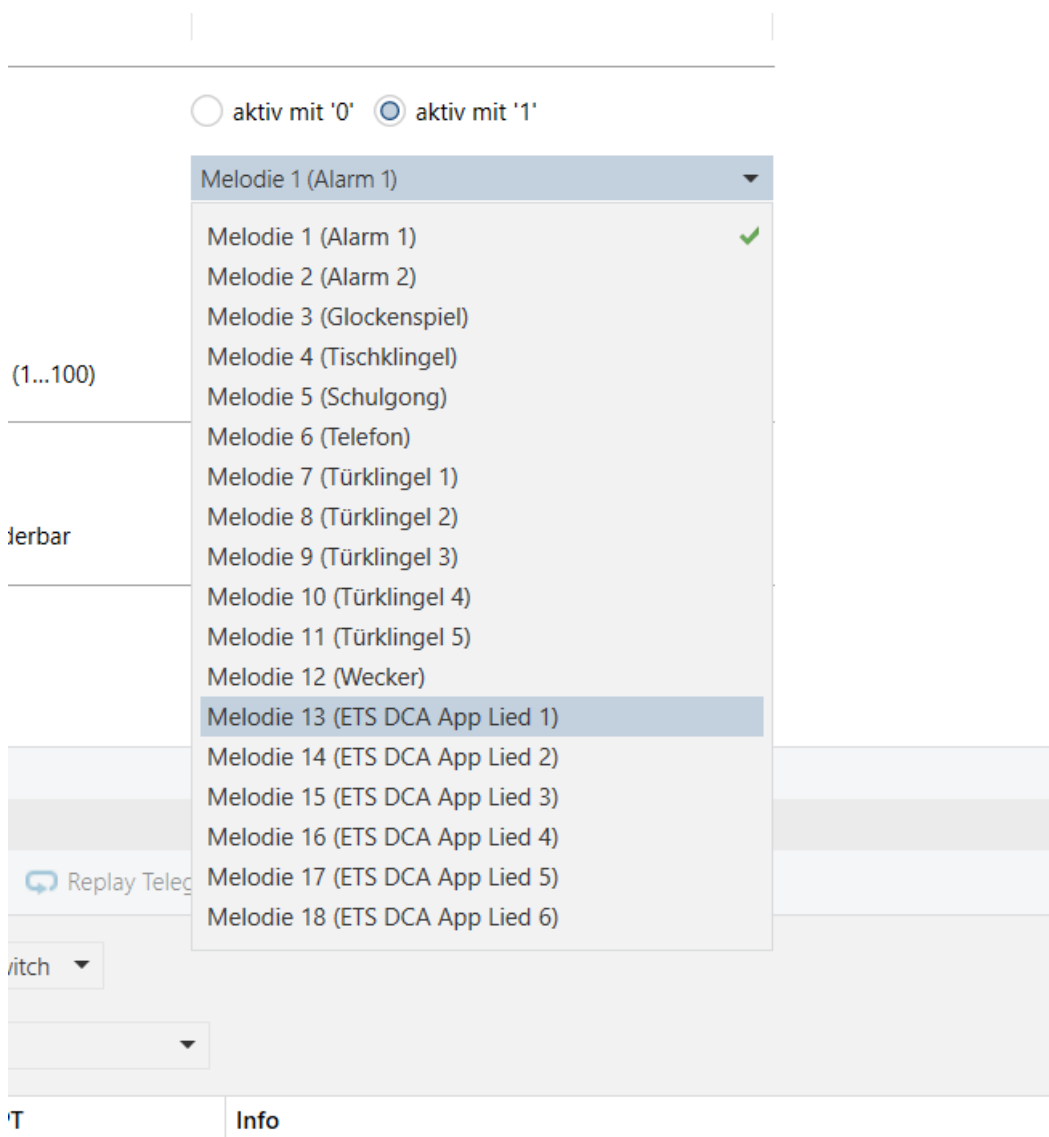 aktiv mit '0' aktiv mit '1'
Melodie 1 (Alarm 1)
Melodie 1 (Alarm 1)
Melodie 2 (Alarm 2)
Melodie 3 (Glockenspiel)
Melodie 4 (Tischklingel)
(1...100)
Melodie 5 (Schulgong)
Melodie 6 (Telefon)
Melodie 7 (Türklingel 1)
Melodie 8 (Türklingel 2)
derbar
Melodie 9 (Türklingel 3)
Melodie 10 (Türklingel 4)
Melodie 11 (Türklingel 5)
Melodie 12 (Wecker)
Melodie 13 (ETS DCA App Lied 1)
Melodie 14 (ETS DCA App Lied 2)
Melodie 15 (ETS DCA App Lied 3)
Melodie 16 (ETS DCA App Lied 4)
Replay Teleg
Melodie 17 (ETS DCA App Lied 5)
Melodie 18 (ETS DCA App Lied 6)
witch
Info